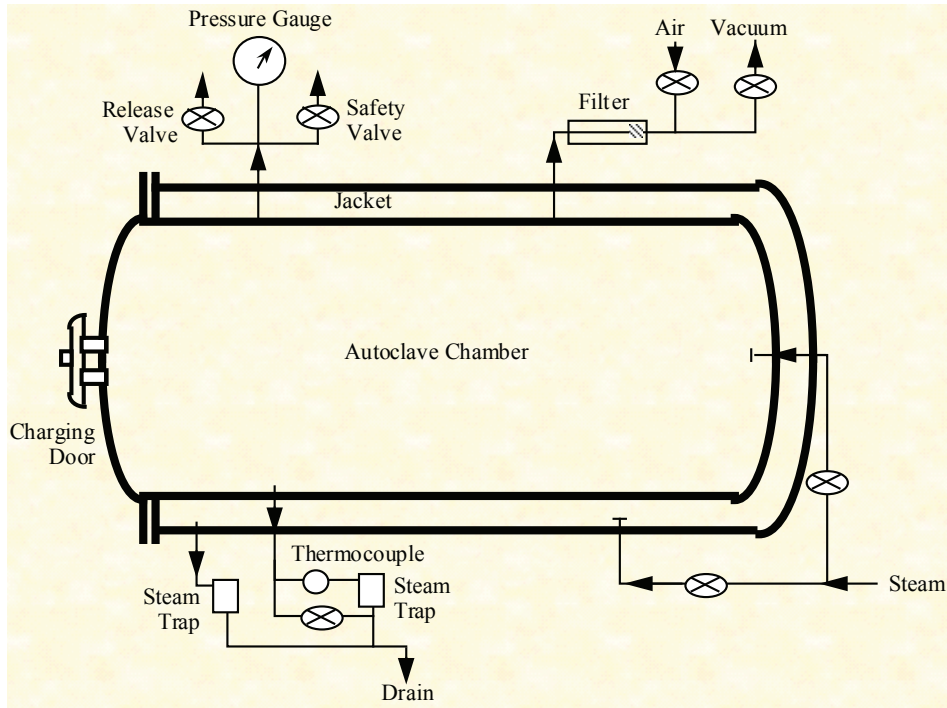 Pressure Gauge
Air
Vacuum
Release
Valve
Safety
Valve
Filter
Jacket
Autoclave Chamber
Charging
Door
Thermocouple
Steam
Trap
Steam
Trap
Steam
Drain